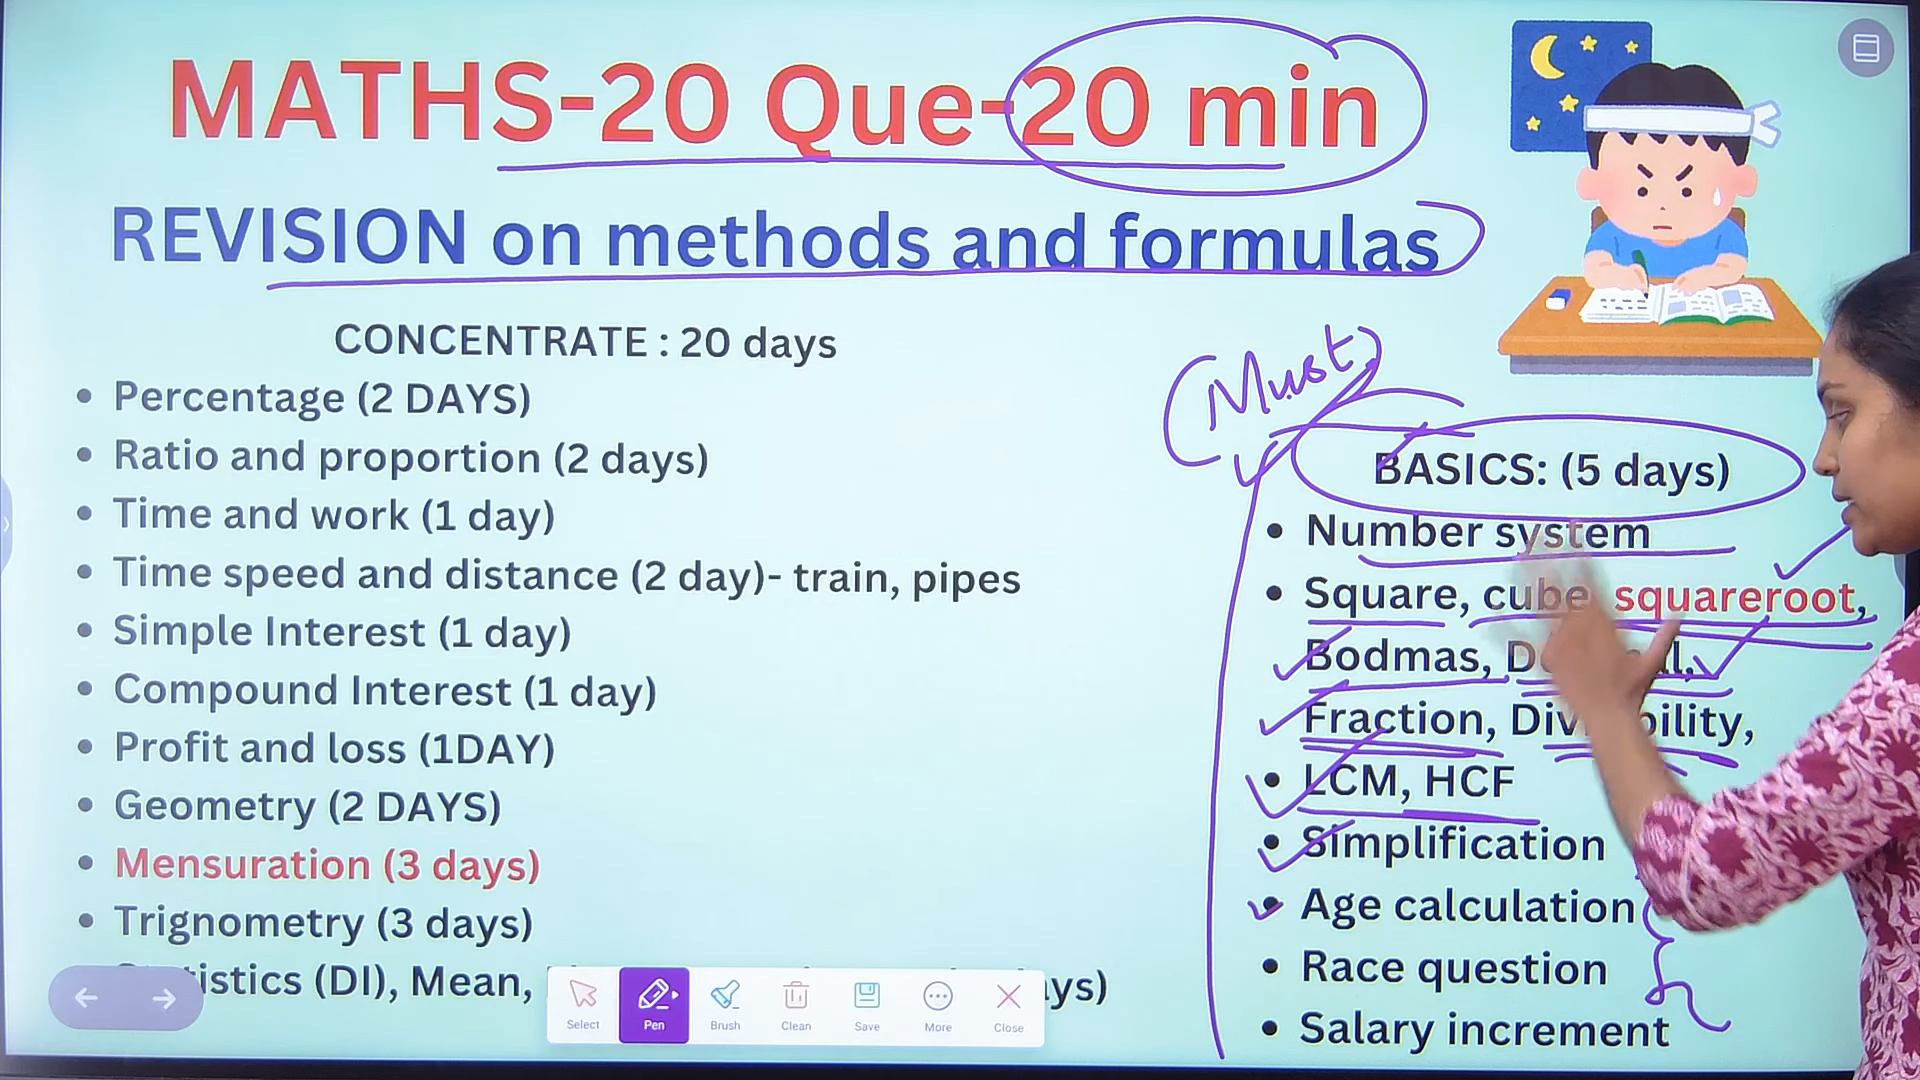 MATHS-20 Que-20 min
REVISION on methods and formulas
CONCENTRATE : 20 days
• Percentage (2 DAYS)
• Ratio and proportion (2 days)
• Time and work (1 day)
• Time speed and distance (2 day)- train, pipes
• Simple Interest (1 day)
• Compound Interest (1 day)
• Profit and loss (1DAY)
• Geometry (2 DAYS)
• Mensuration (3 days)
• Trignometry (3 days)
(DI), Mean,
(Must)
BASICS: (5 days)
• Number system
• Square, cube squareroot,
Bodmas,
Fraction,
• LCM, HCF
• Simplification
• Age calculation
• Race question
• Salary increment
Select Pen Brush Clean Save More Close